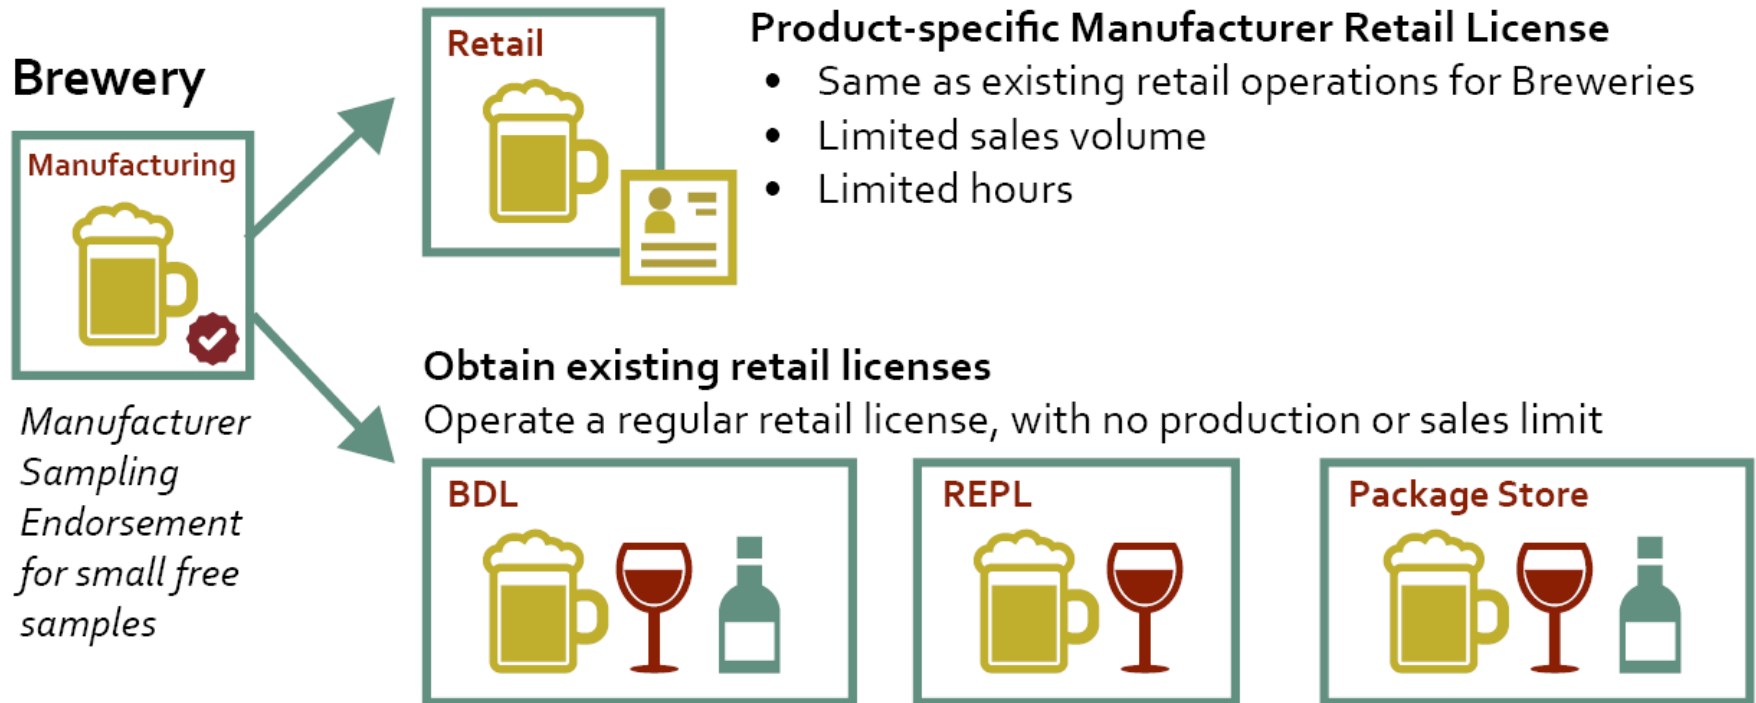 Brewery
Manufacturing
Manufacturer
Sampling
Endorsement
for small free
samples
Retail
Product-specific Manufacturer Retail License
• Same as existing retail operations for Breweries
• Limited sales volume
• Limited hours
Obtain existing retail licenses
Operate a regular retail license, with no production or sales limit
BDL
REPL
Package Store